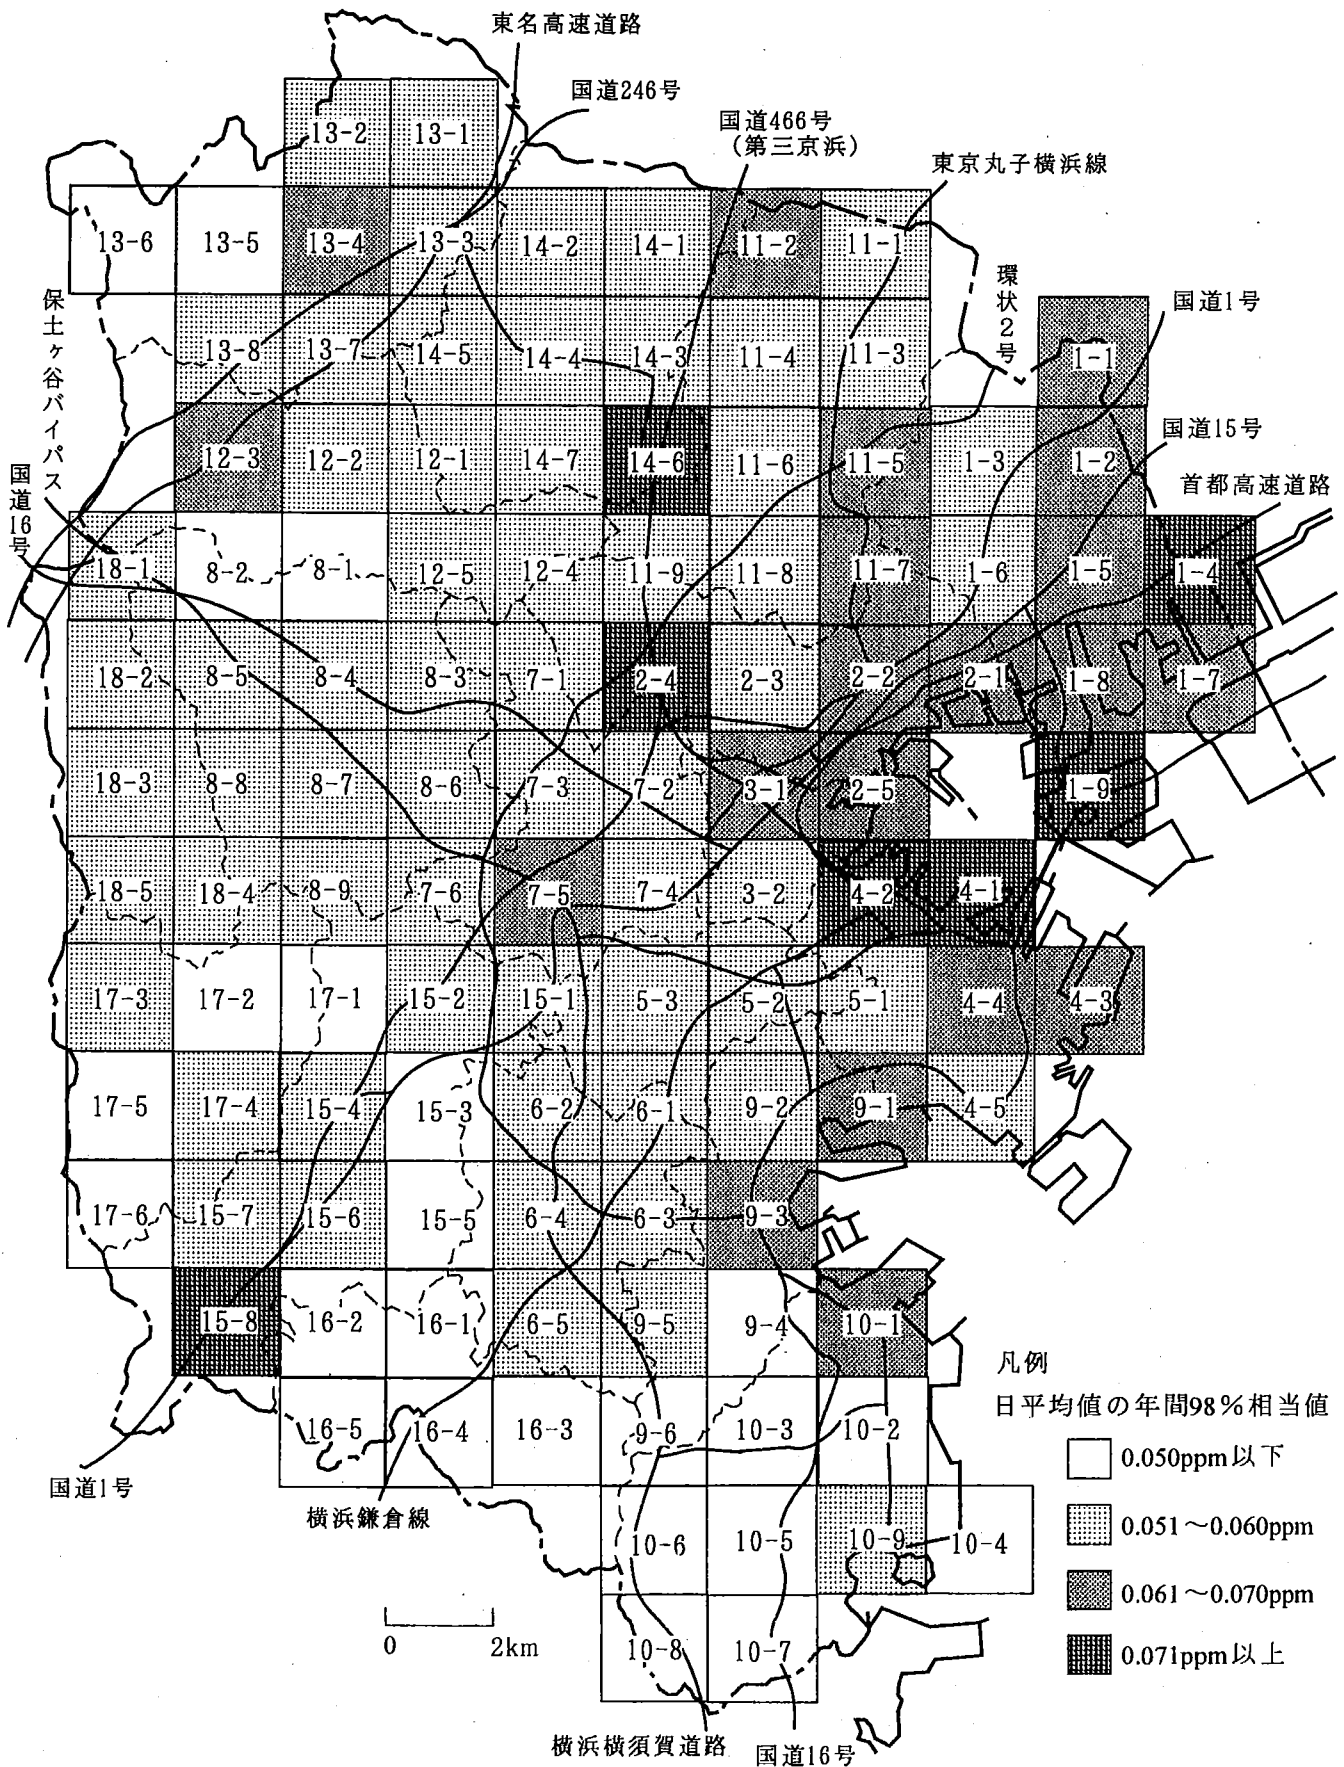 東名高速道路
国道246号
国道466号
(第三京浜)
東京丸子横浜線
環状2号
国道1号
国道15号
首都高速道路
保土ヶ谷バイパス
国道16号
13-2 13-1
13-6 13-5 13-4 13-3 14-2 14-1 11-2 11-1
13-8 13-7 14-5 14-4 14-3 11-4 11-3 1-1
12-3 12-2 12-1 14-7 14-6 11-6 11-5 1-3 1-2
18-1 8-2 8-1 12-5 12-4 11-9 11-8 11-7 1-6 1-5 1-4
18-2 8-5 8-4 8-3 7-1 2-4 2-3 2-2 2-1 1-8 1-7
18-3 8-8 8-7 8-6 7-3 7-2 3-1 2-5 1-9
18-5 18-4 8-9 7-6 7-5 7-4 3-2 4-2 4-1
17-3 17-2 17-1 15-2 15-1 5-3 5-2 5-1 4-4 4-3
17-5 17-4 15-4 15-3 6-2 6-1 9-2 9-1 4-5
17-6 15-7 15-6 15-5 6-4 6-3 9-3
15-8 16-2 16-1 6-5 9-5 9-4 10-1
16-5 16-4 16-3 9-6 10-3 10-2
10-6 10-5 10-9 10-4
10-8 10-7
国道1号
横浜鎌倉線
0 2km
横浜横須賀道路
国道16号
凡例
日平均値の年間98%相当値
0.050ppm以下
0.051～0.060ppm
0.061～0.070ppm
0.071ppm以上